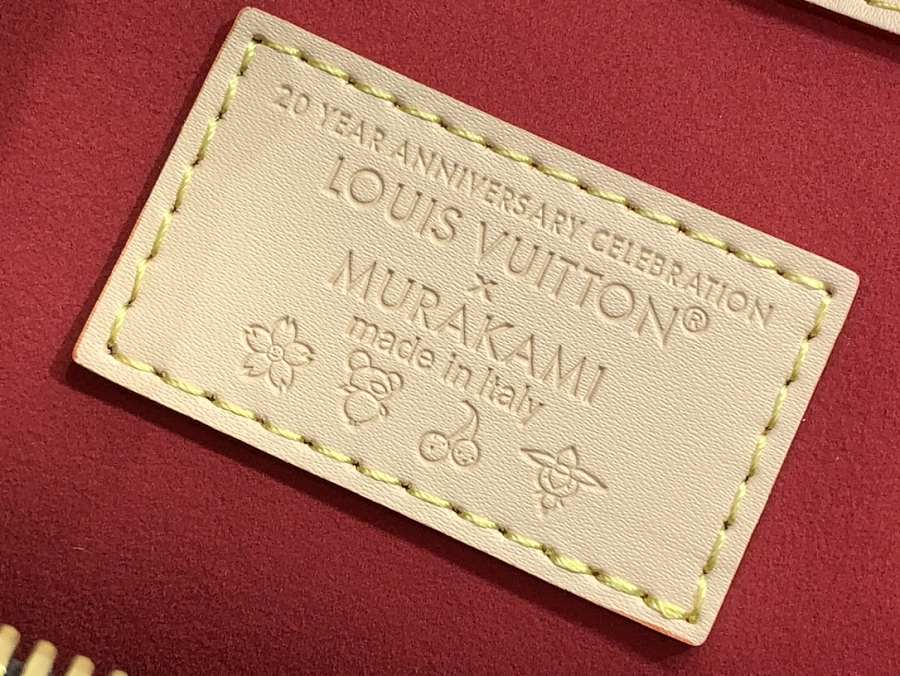 20 YEAR ANNIVERSARY CELEBRATION
LOUIS VUITTON®
x
MURAKAMI
made in Italy